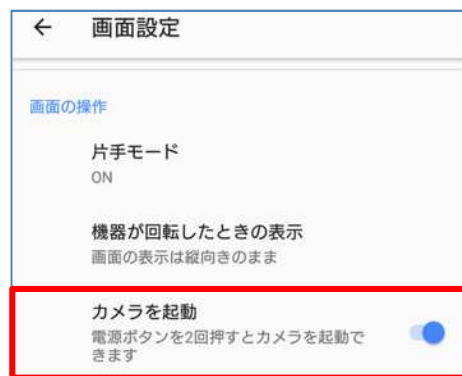 ← 画面設定
画面の操作
片手モード
ON
機器が回転したときの表示
画面の表示は縦向きのまま
カメラを起動
電源ボタンを2回押すとカメラを起動で
きます